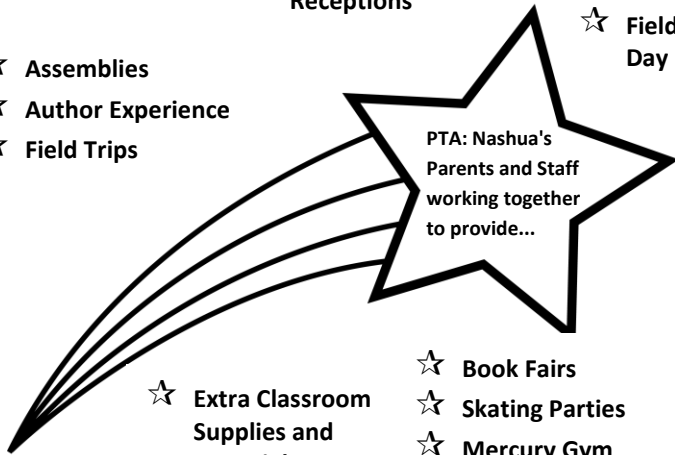 Receptions
Field
Day
Assemblies
Author Experience
Field Trips
PTA: Nashua's
Parents and Staff
working together
to provide...
Extra Classroom
Supplies and
Book Fairs
Skating Parties
Mercury Gym